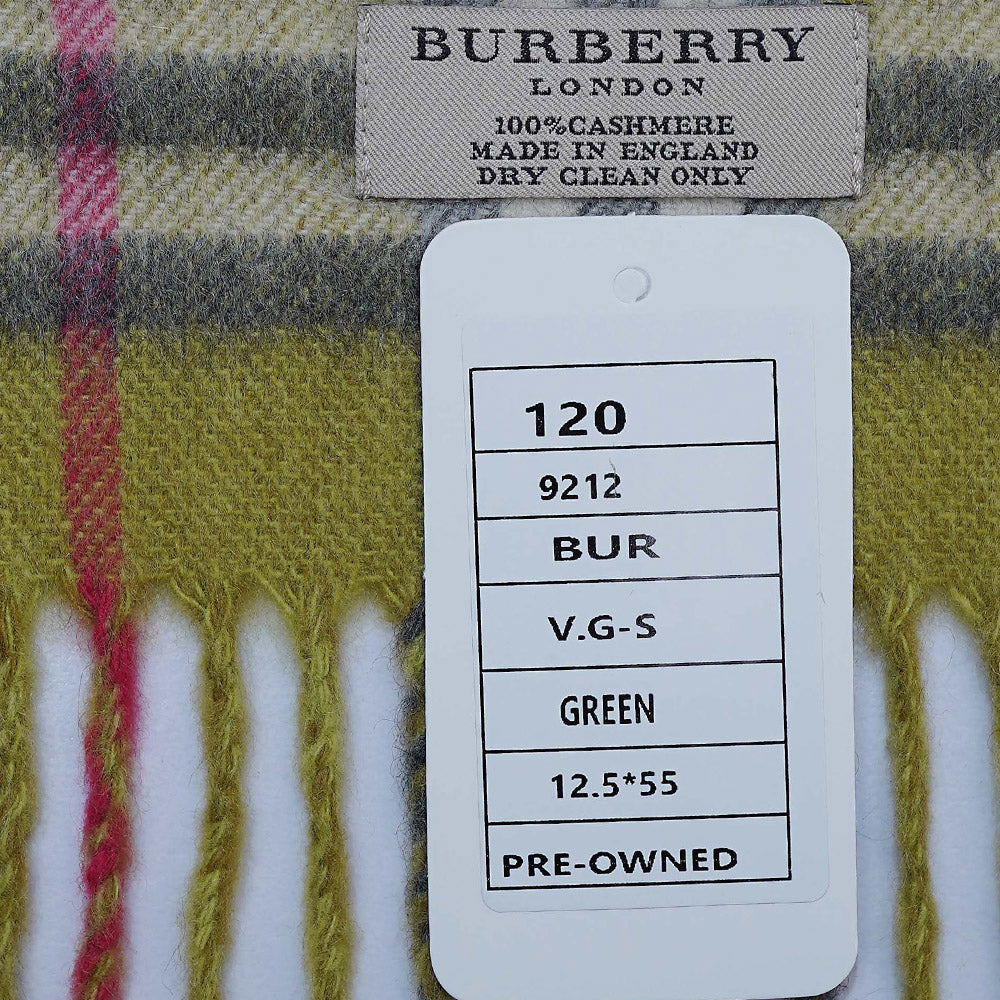 BURBERRY
LONDON
100%CASHMERE
MADE IN ENGLAND
DRY CLEAN ONLY
120
9212
BUR
V.G-S
GREEN
12.5*55
PRE-OWNED